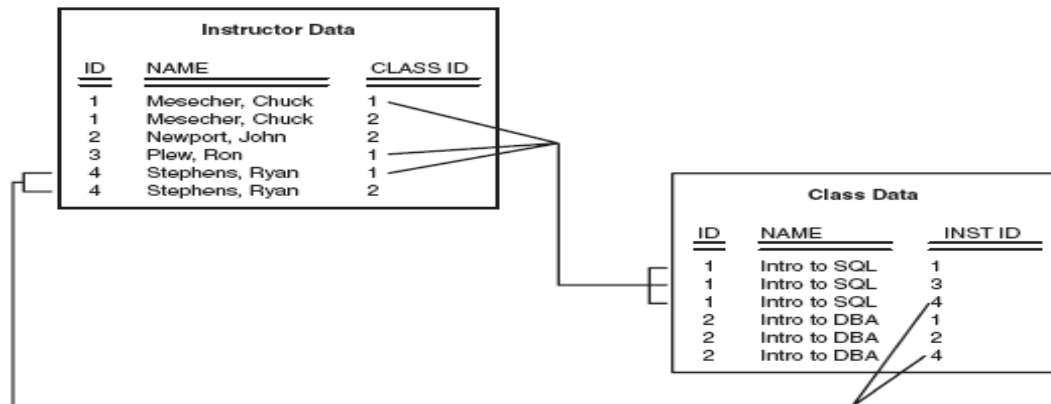 Instructor Data
ID NAME CLASS ID
1 Mesecher, Chuck 1
1 Mesecher, Chuck 2
2 Newport, John 2
3 Plew, Ron 1
4 Stephens, Ryan 1
4 Stephens, Ryan 2
Class Data
ID NAME INST ID
1 Intro to SQL 1
1 Intro to SQL 3
1 Intro to SQL 4
2 Intro to DBA 1
2 Intro to DBA 2
2 Intro to DBA 4